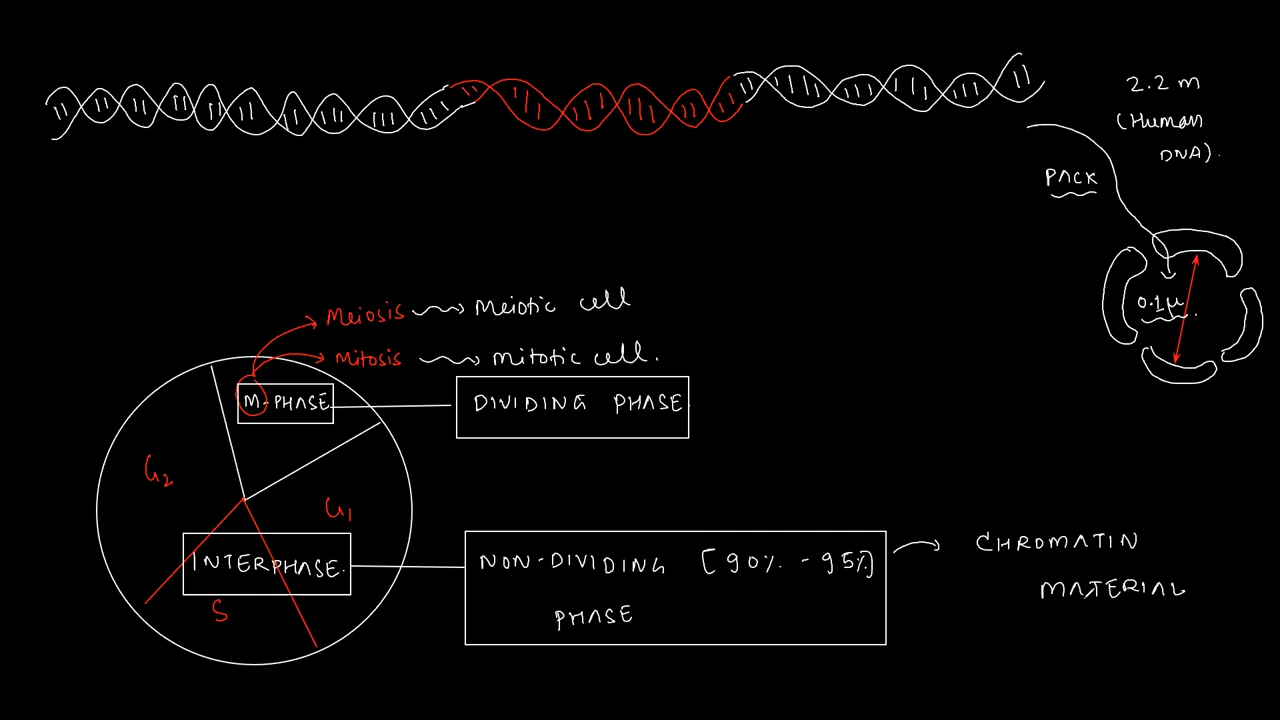 2.2 m
(Human
DNA).
PACK
0.1μ.
Meiosis
Meiotic cell
Mitosis
mitotic cell.
M-PHASE
DIVIDING PHASE
G2
G1
INTERPHASE.
NON-DIVIDING [90% - 95%]
PHASE
S
CHROMATIN
MATERIAL